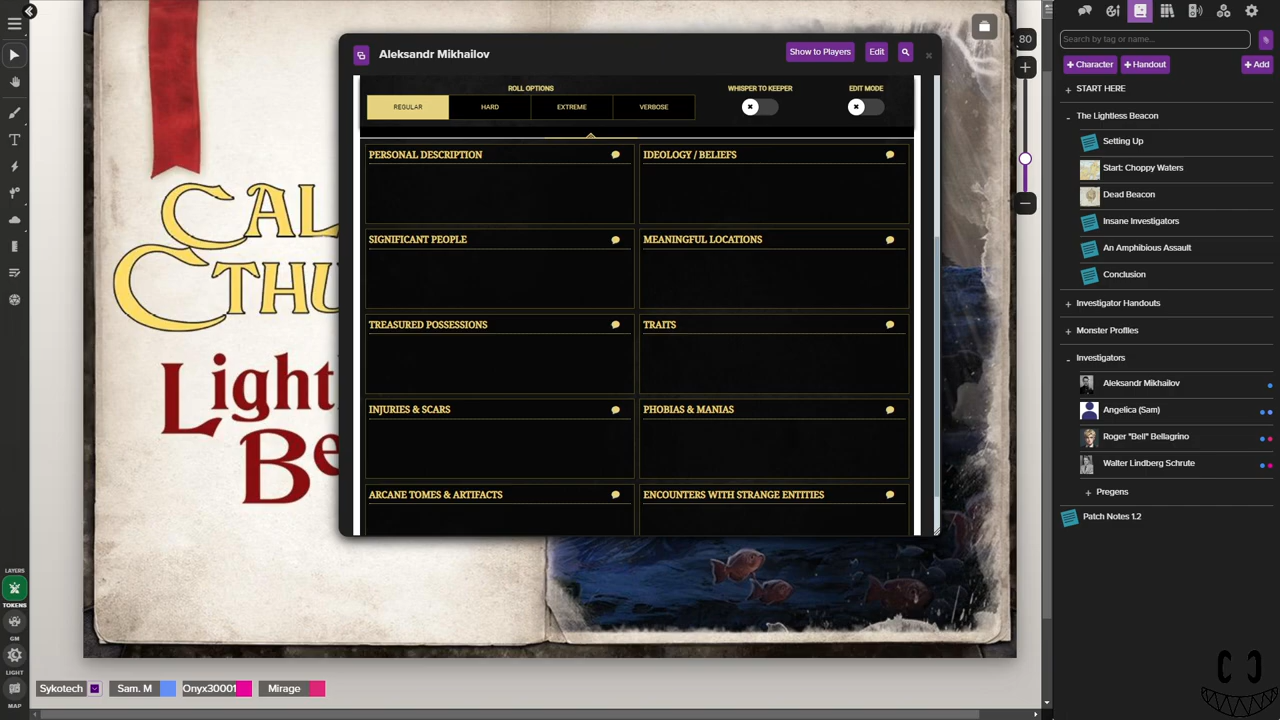 Aleksandr Mikhailov
Show to Players
Edit
ROLL OPTIONS
WHISPER TO KEEPER
EDIT MODE
REGULAR
HARD
EXTREME
VERBOSE
PERSONAL DESCRIPTION
IDEOLOGY / BELIEFS
SIGNIFICANT PEOPLE
MEANINGFUL LOCATIONS
TREASURED POSSESSIONS
TRAITS
INJURIES & SCARS
PHOBIAS & MANIAS
ARCANE TOMES & ARTIFACTS
ENCOUNTERS WITH STRANGE ENTITIES
CAL
CTHU
Light
Be
80
Search by tag or name...
+ Character
+ Handout
+ Add
+ START HERE
- The Lightless Beacon
Setting Up
Start: Choppy Waters
Dead Beacon
Insane Investigators
An Amphibious Assault
Conclusion
+ Investigator Handouts
+ Monster Profiles
- Investigators
Aleksandr Mikhailov
Angelica (Sam)
Roger "Bell" Bellagrino
Walter Lindberg Schrute
+ Pregens
Patch Notes 1.2
LAYERS
TOKENS
GM
LIGHT
MAP
Sykotech
Sam. M
Onyx30001
Mirage